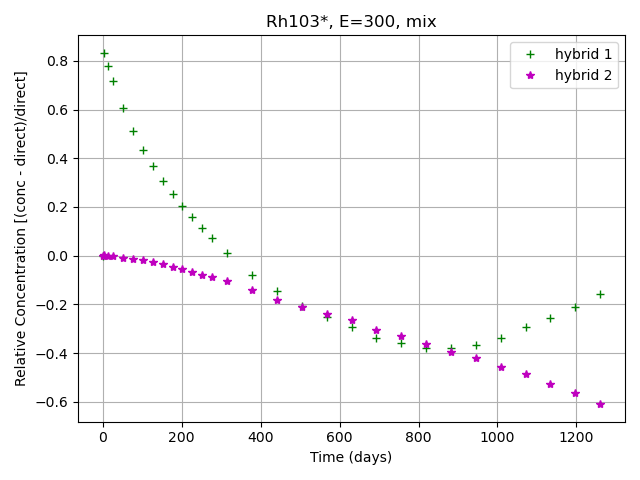 Rh103*, E=300, mix
hybrid 1
hybrid 2
Relative Concentration [(conc - direct)/direct]
0.8
0.6
0.4
0.2
0.0
−0.2
−0.4
−0.6
0 200 400 600 800 1000 1200
Time (days)